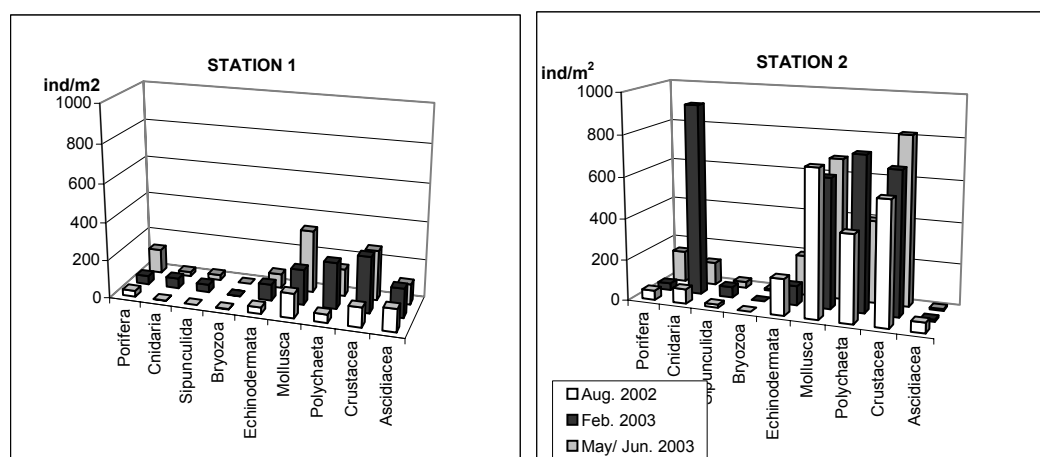 STATION 1
ind/m2
1000
800
600
400
200
0
Porifera
Cnidaria
Sipunculida
Bryozoa
Echinodermata
Mollusca
Polychaeta
Crustacea
Ascidiacea
STATION 2
ind/m²
1000
800
600
400
200
0
Porifera
Cnidaria
Bryozoa
Echinodermata
Mollusca
Polychaeta
Crustacea
Ascidiacea
Aug. 2002
Feb. 2003
May/ Jun. 2003